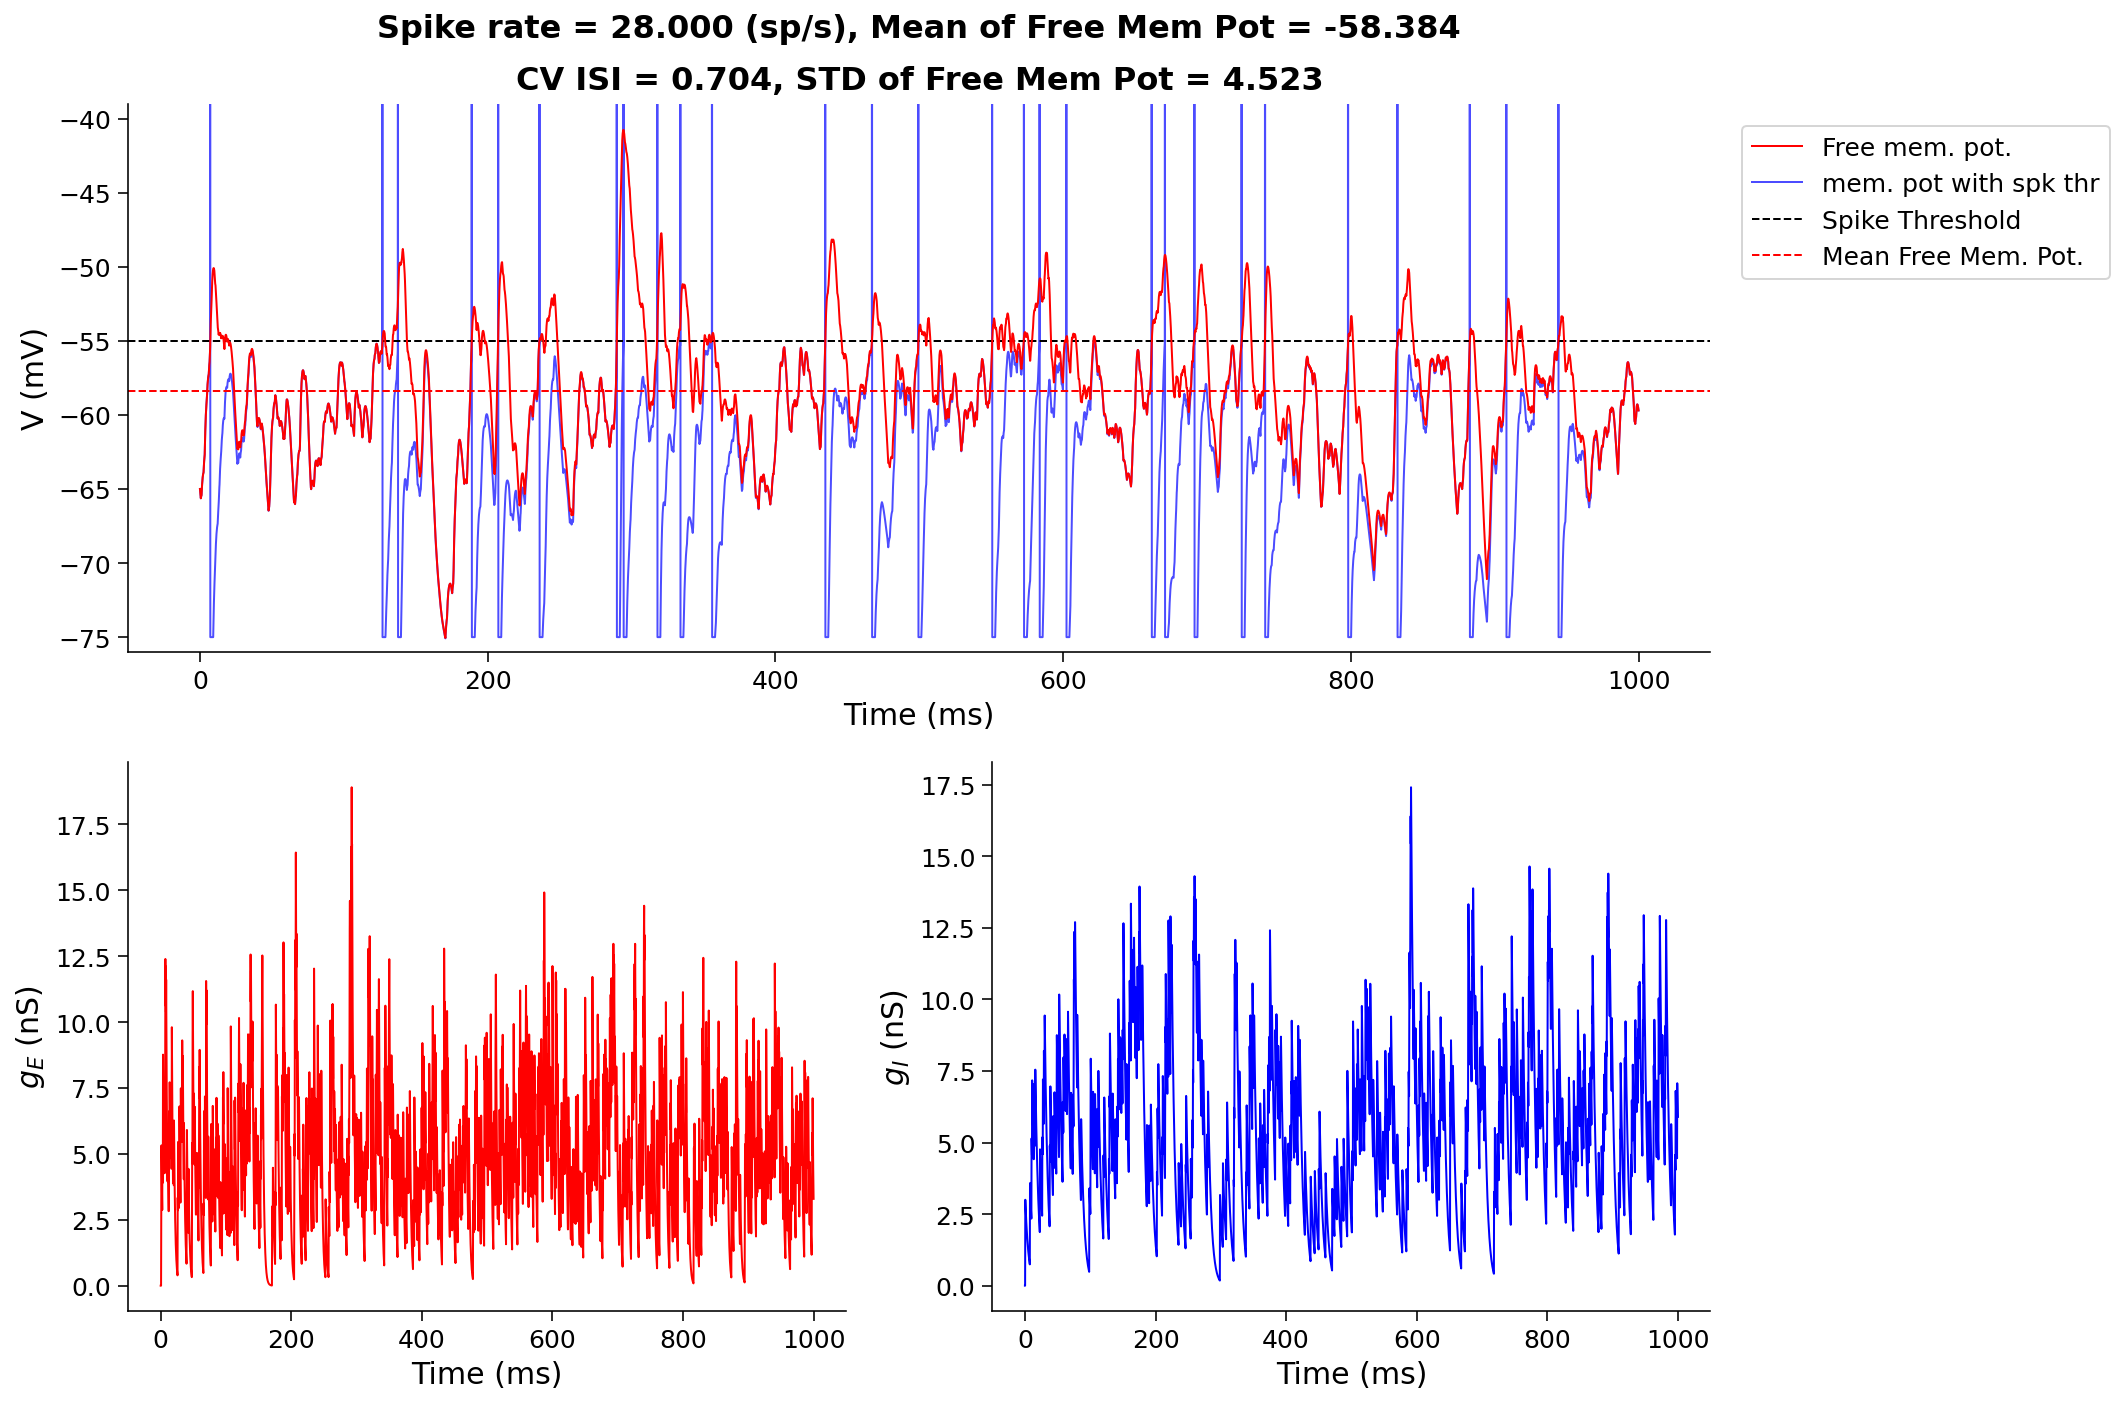 Spike rate = 28.000 (sp/s), Mean of Free Mem Pot = -58.384
CV ISI = 0.704, STD of Free Mem Pot = 4.523
V (mV)
−40
−45
−50
−55
−60
−65
−70
−75
0 200 400 600 800 1000
Time (ms)
Free mem. pot.
mem. pot with spk thr
Spike Threshold
Mean Free Mem. Pot.
gE (nS)
17.5
15.0
12.5
10.0
7.5
5.0
2.5
0.0
0 200 400 600 800 1000
Time (ms)
gI (nS)
17.5
15.0
12.5
10.0
7.5
5.0
2.5
0.0
0 200 400 600 800 1000
Time (ms)